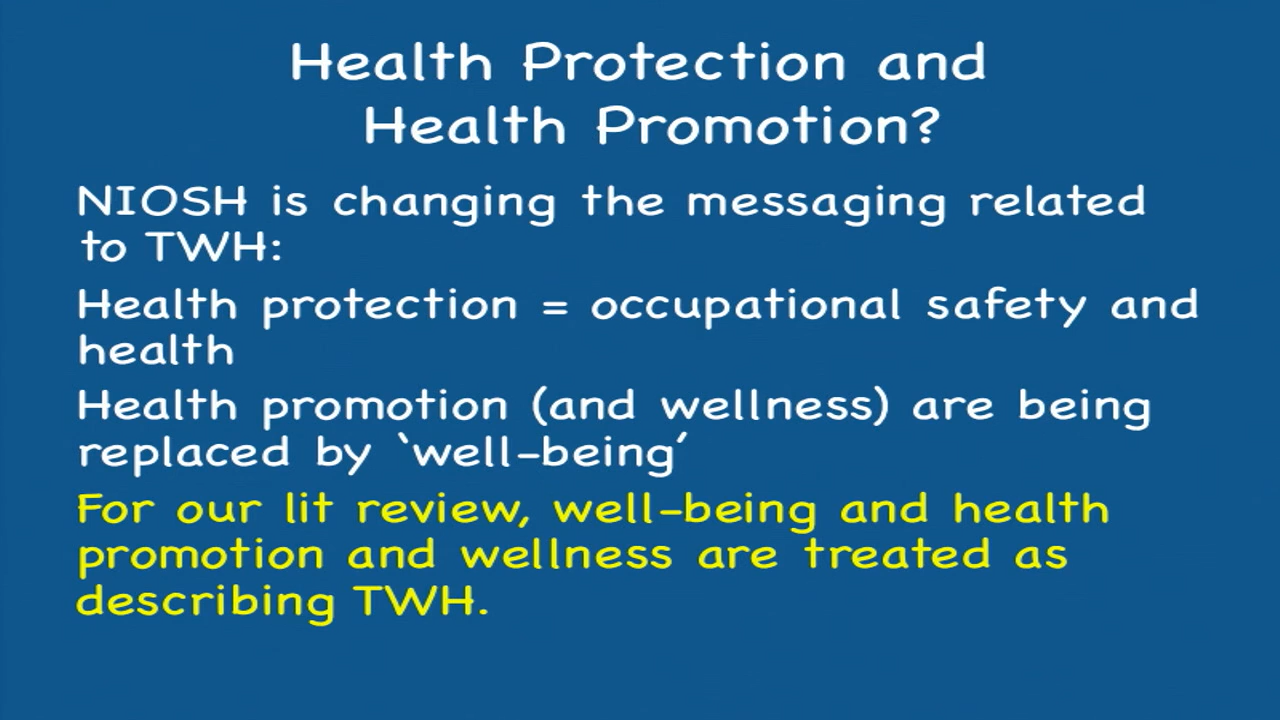 Health Protection and
Health Promotion?
NIOSH is changing the messaging related
to TWH:
Health protection = occupational safety and
health
Health promotion (and wellness) are being
replaced by `well-being´
For our lit review, well-being and health
promotion and wellness are treated as
describing TWH.